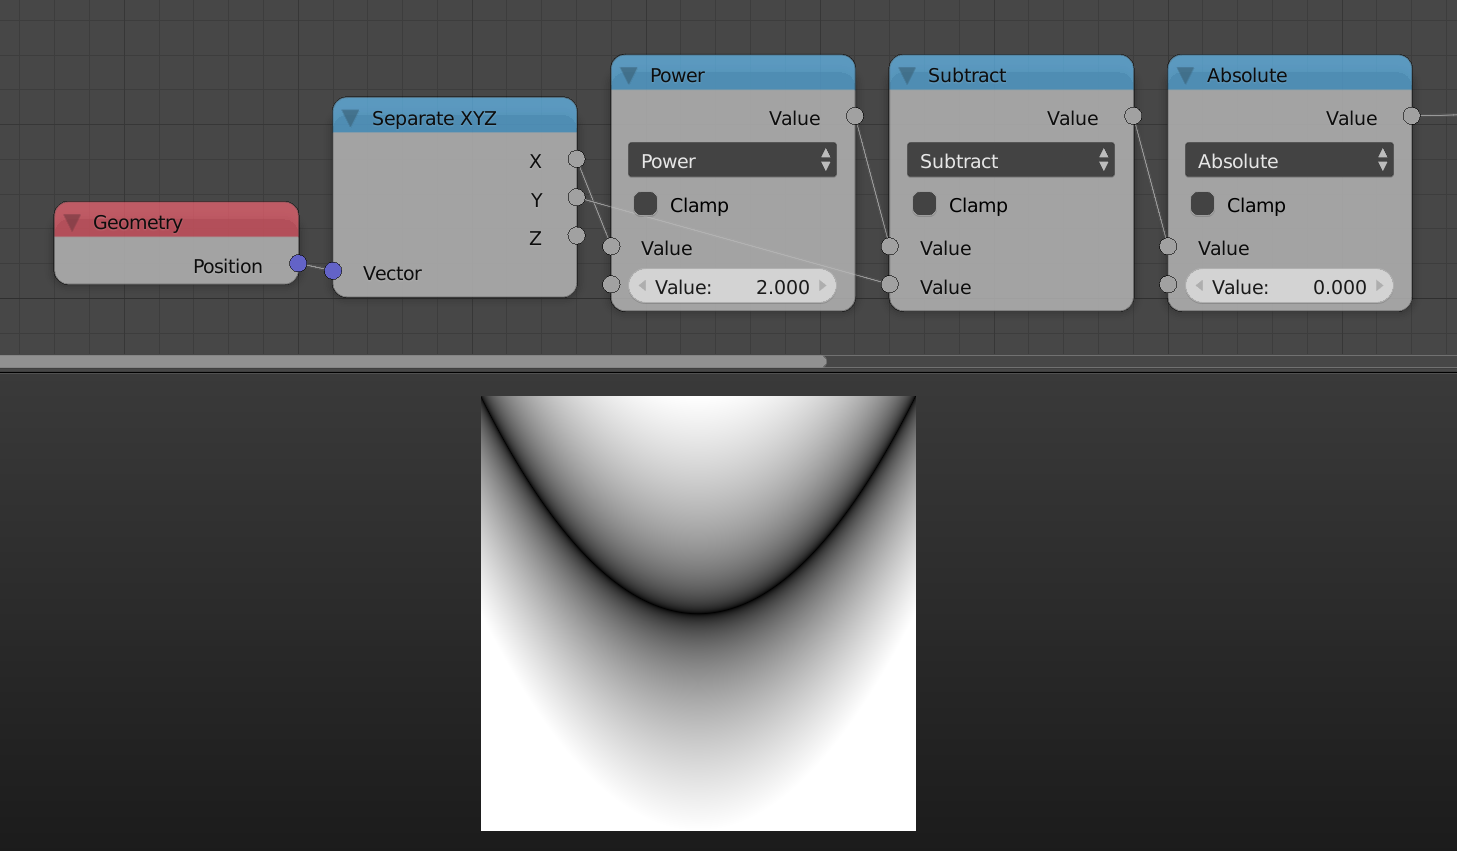 Geometry
Position
Separate XYZ
X
Y
Z
Vector
Power
Value
Power
Clamp
Value
Value: 2.000
Subtract
Value
Subtract
Clamp
Value
Value
Absolute
Value
Absolute
Clamp
Value
Value: 0.000